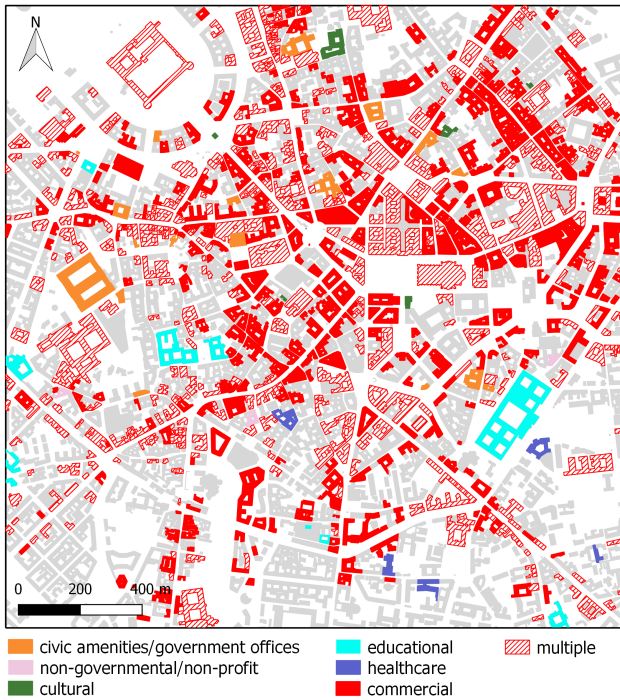 N
0 200 400 m
civic amenities/government offices educational multiple
non-governmental/non-profit healthcare
cultural commercial